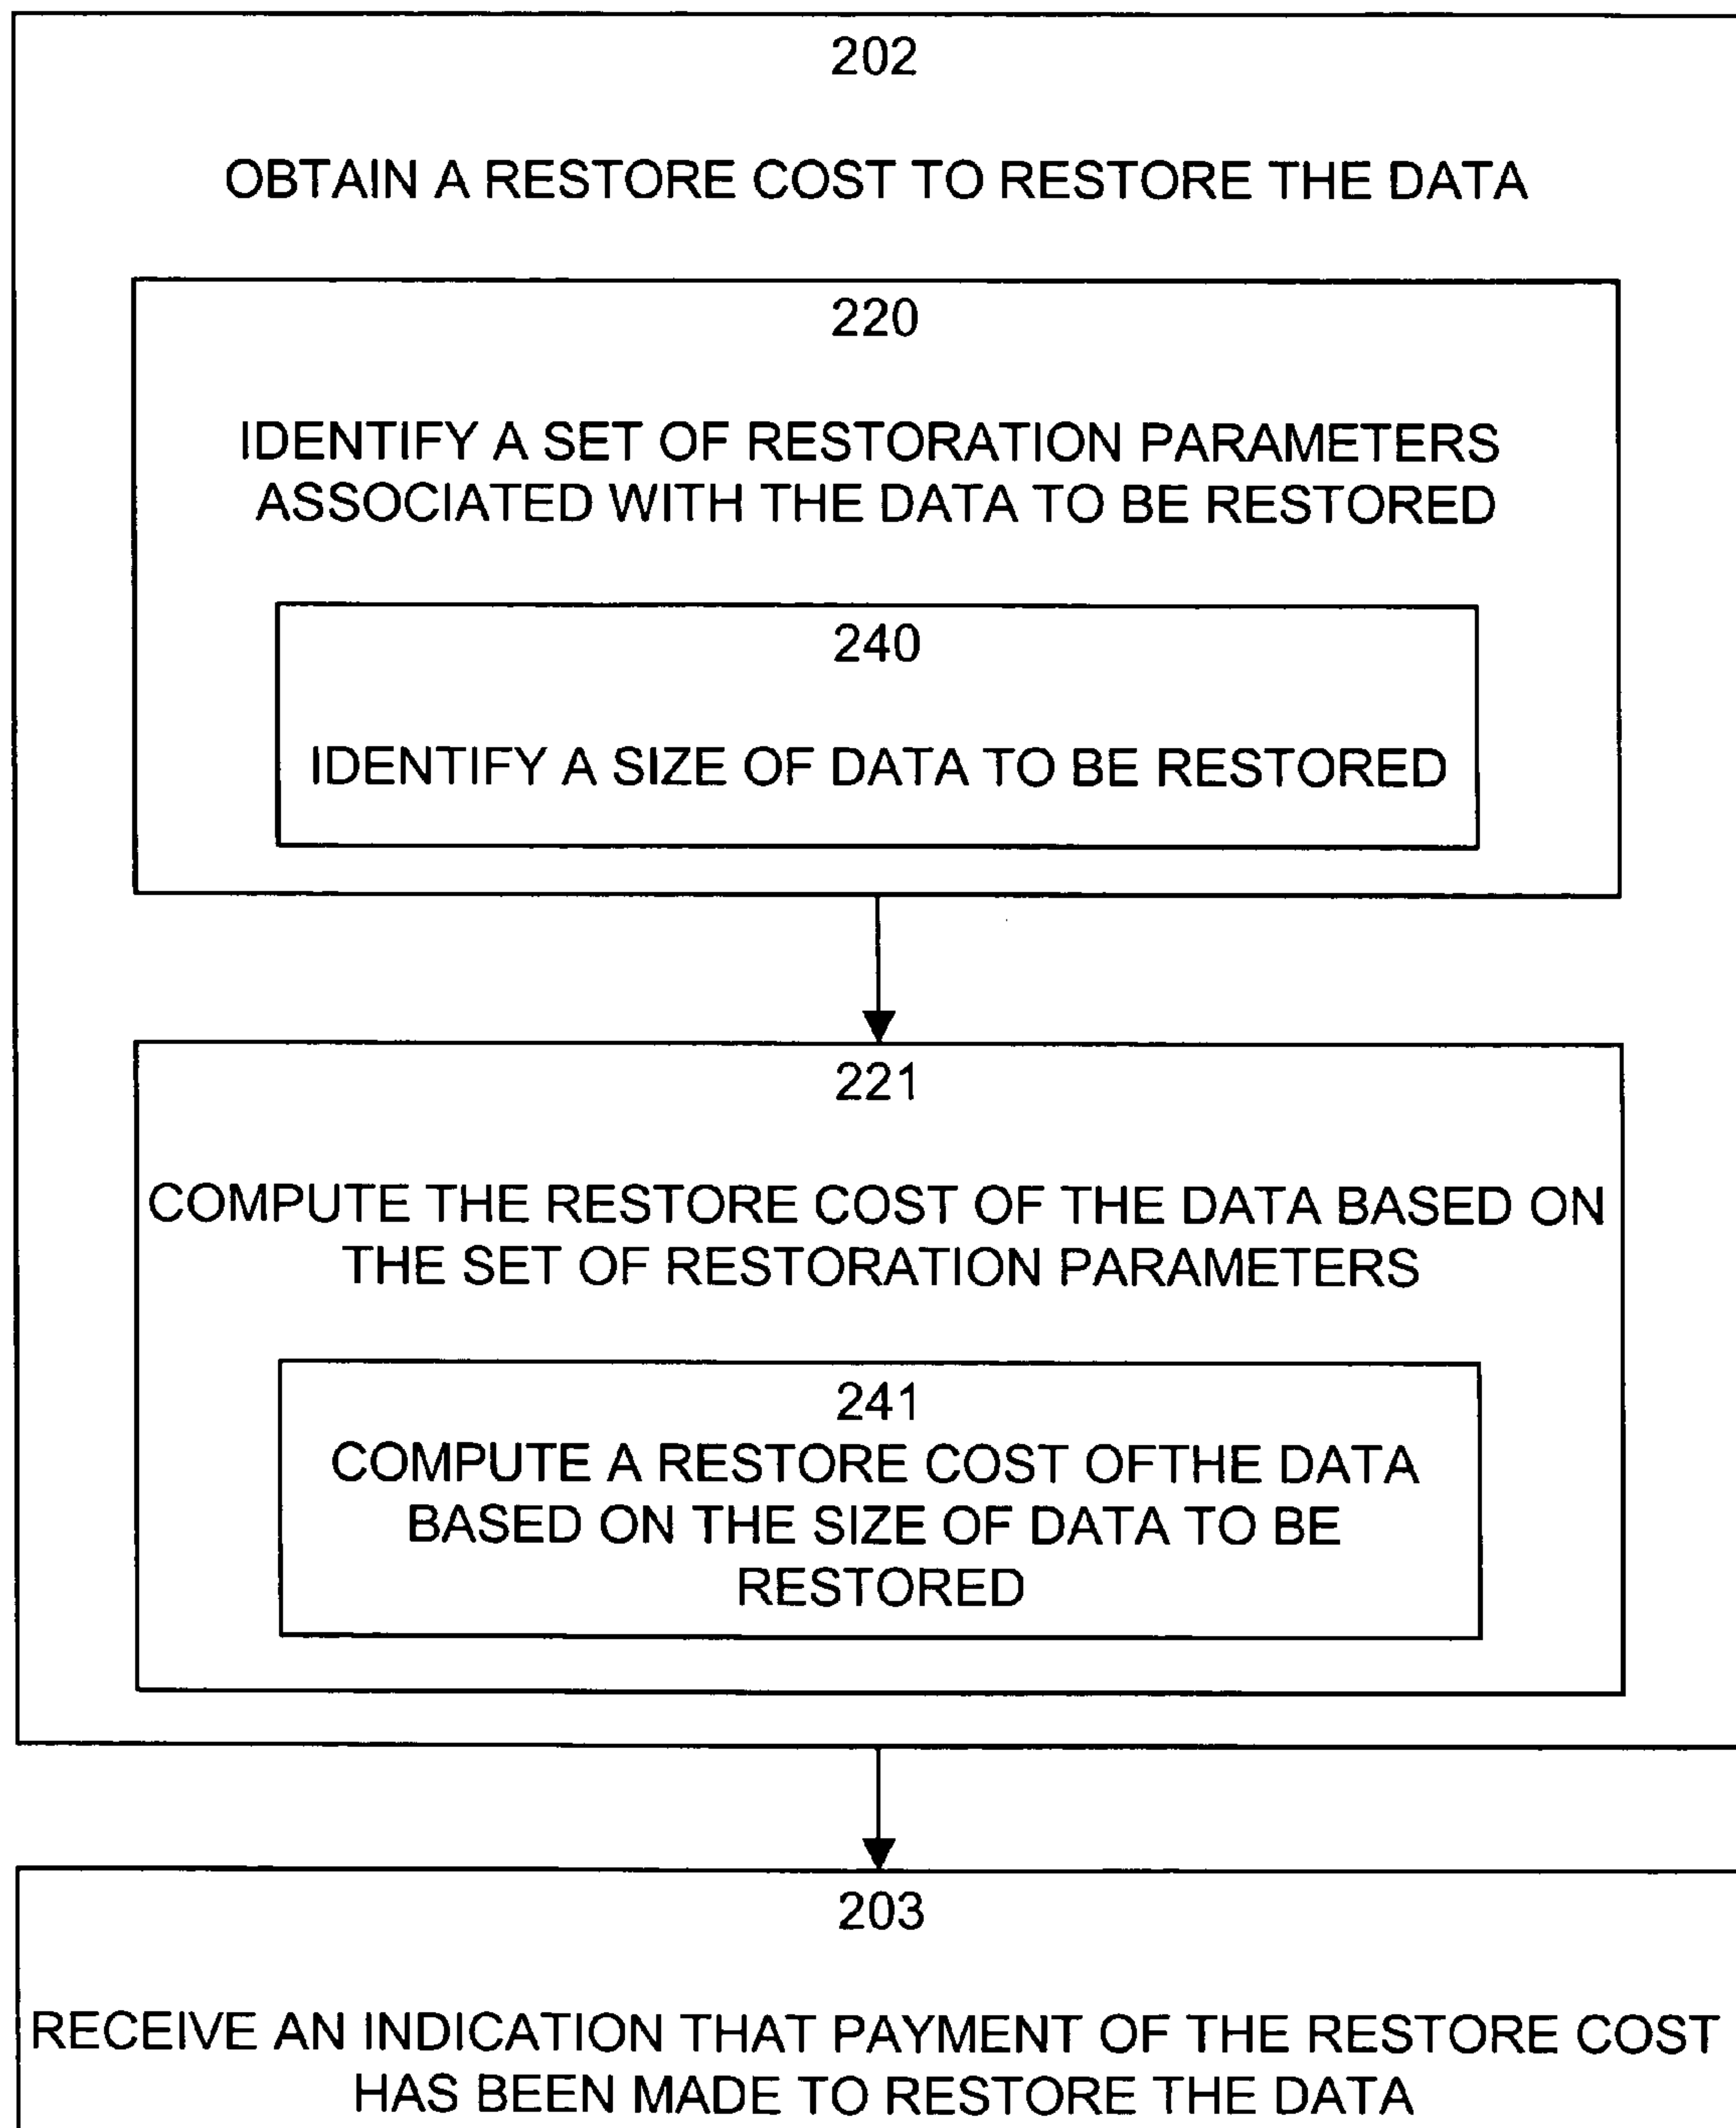 202
OBTAIN A RESTORE COST TO RESTORE THE DATA
220
IDENTIFY A SET OF RESTORATION PARAMETERS
ASSOCIATED WITH THE DATA TO BE RESTORED
240
IDENTIFY A SIZE OF DATA TO BE RESTORED
221
COMPUTE THE RESTORE COST OF THE DATA BASED ON
THE SET OF RESTORATION PARAMETERS
241
COMPUTE A RESTORE COST OFTHE DATA
BASED ON THE SIZE OF DATA TO BE
RESTORED
203
RECEIVE AN INDICATION THAT PAYMENT OF THE RESTORE COST
HAS BEEN MADE TO RESTORE THE DATA